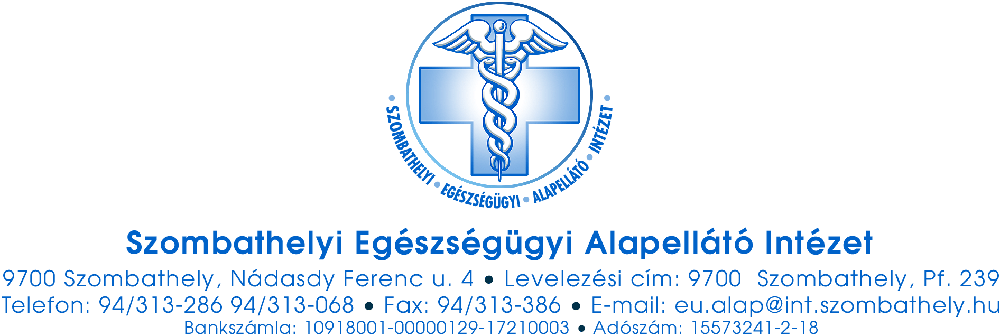 • SZOMBATHELYI • EGÉSZSÉGÜGYI • ALAPELLÁTÓ • INTÉZET •
Szombathelyi Egészségügyi Alapellátó Intézet
9700 Szombathely, Nádasdy Ferenc u. 4 • Levelezési cím: 9700 Szombathely, Pf. 239
Telefon: 94/313-286 94/313-068 • Fax: 94/313-386 • E-mail: eu.alap@int.szombathely.hu
Bankszámla: 10918001-00000129-17210003 • Adószám: 15573241-2-18